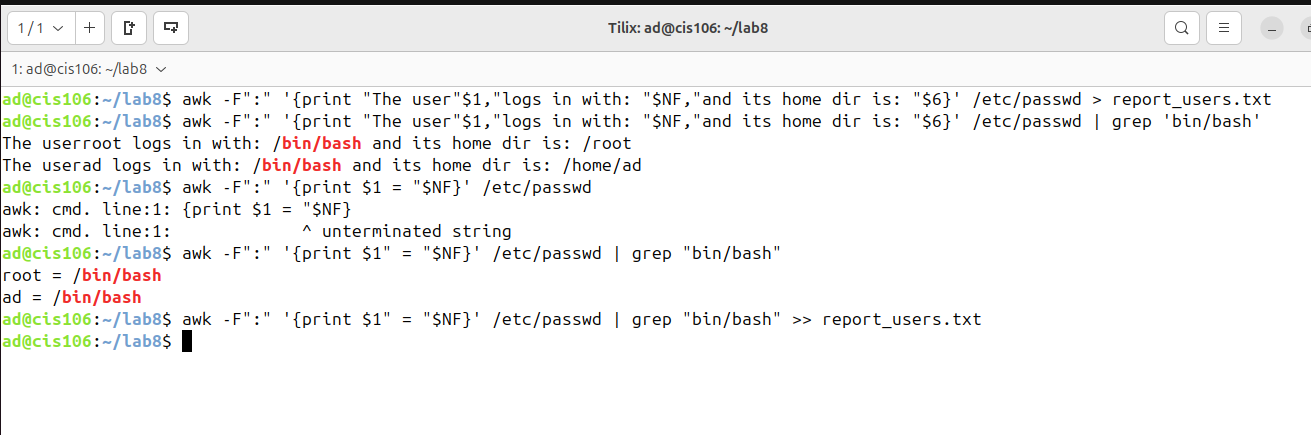 1 / 1
Tilix: ad@cis106: ~/lab8
1: ad@cis106: ~/lab8
ad@cis106:~/lab8$ awk -F":" '{print "The user"$1,"logs in with: "$NF,"and its home dir is: "$6}' /etc/passwd > report_users.txt
ad@cis106:~/lab8$ awk -F":" '{print "The user"$1,"logs in with: "$NF,"and its home dir is: "$6}' /etc/passwd | grep 'bin/bash'
The userroot logs in with: /bin/bash and its home dir is: /root
The userad logs in with: /bin/bash and its home dir is: /home/ad
ad@cis106:~/lab8$ awk -F":" '{print $1 = "$NF}' /etc/passwd
awk: cmd. line:1: {print $1 = "$NF}
awk: cmd. line:1:             ^ unterminated string
ad@cis106:~/lab8$ awk -F":" '{print $1" = "$NF}' /etc/passwd | grep "bin/bash"
root = /bin/bash
ad = /bin/bash
ad@cis106:~/lab8$ awk -F":" '{print $1" = "$NF}' /etc/passwd | grep "bin/bash" >> report_users.txt
ad@cis106:~/lab8$